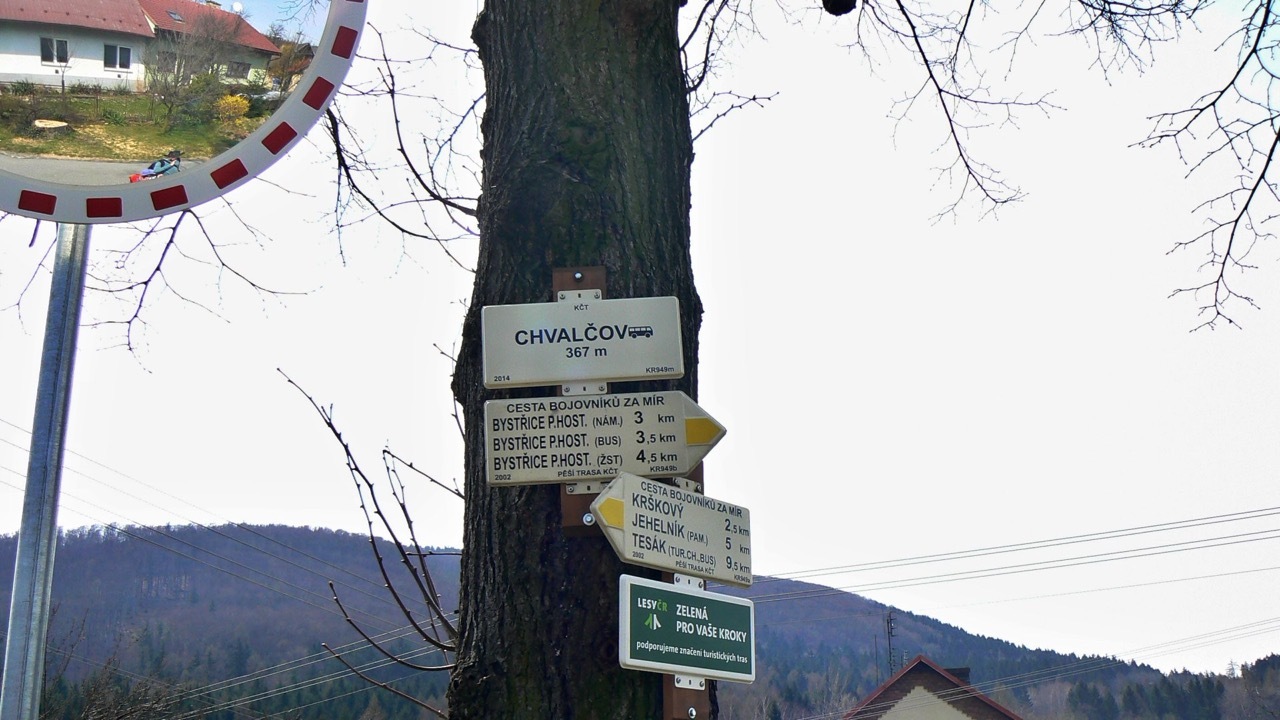 KČT
CHVALČOV
367 m
2014 KR949m
CESTA BOJOVNÍKŮ ZA MÍR
BYSTŘICE P.HOST. (NÁM.) 3 km
BYSTŘICE P.HOST. (BUS) 3,5 km
BYSTŘICE P.HOST. (ŽST) 4,5 km
2002 PĚŠÍ TRASA KČT KR949b
CESTA BOJOVNÍKŮ ZA MÍR
KRŠKOVÝ 2,5 km
JEHELNÍK (PAM.) 5 km
TESÁK (TUR.CH.,BUS) 9,5 km
2002 PĚŠÍ TRASA KČT
LESY ČR
ZELENÁ
PRO VAŠE KROKY
podporujeme značení turistických tras